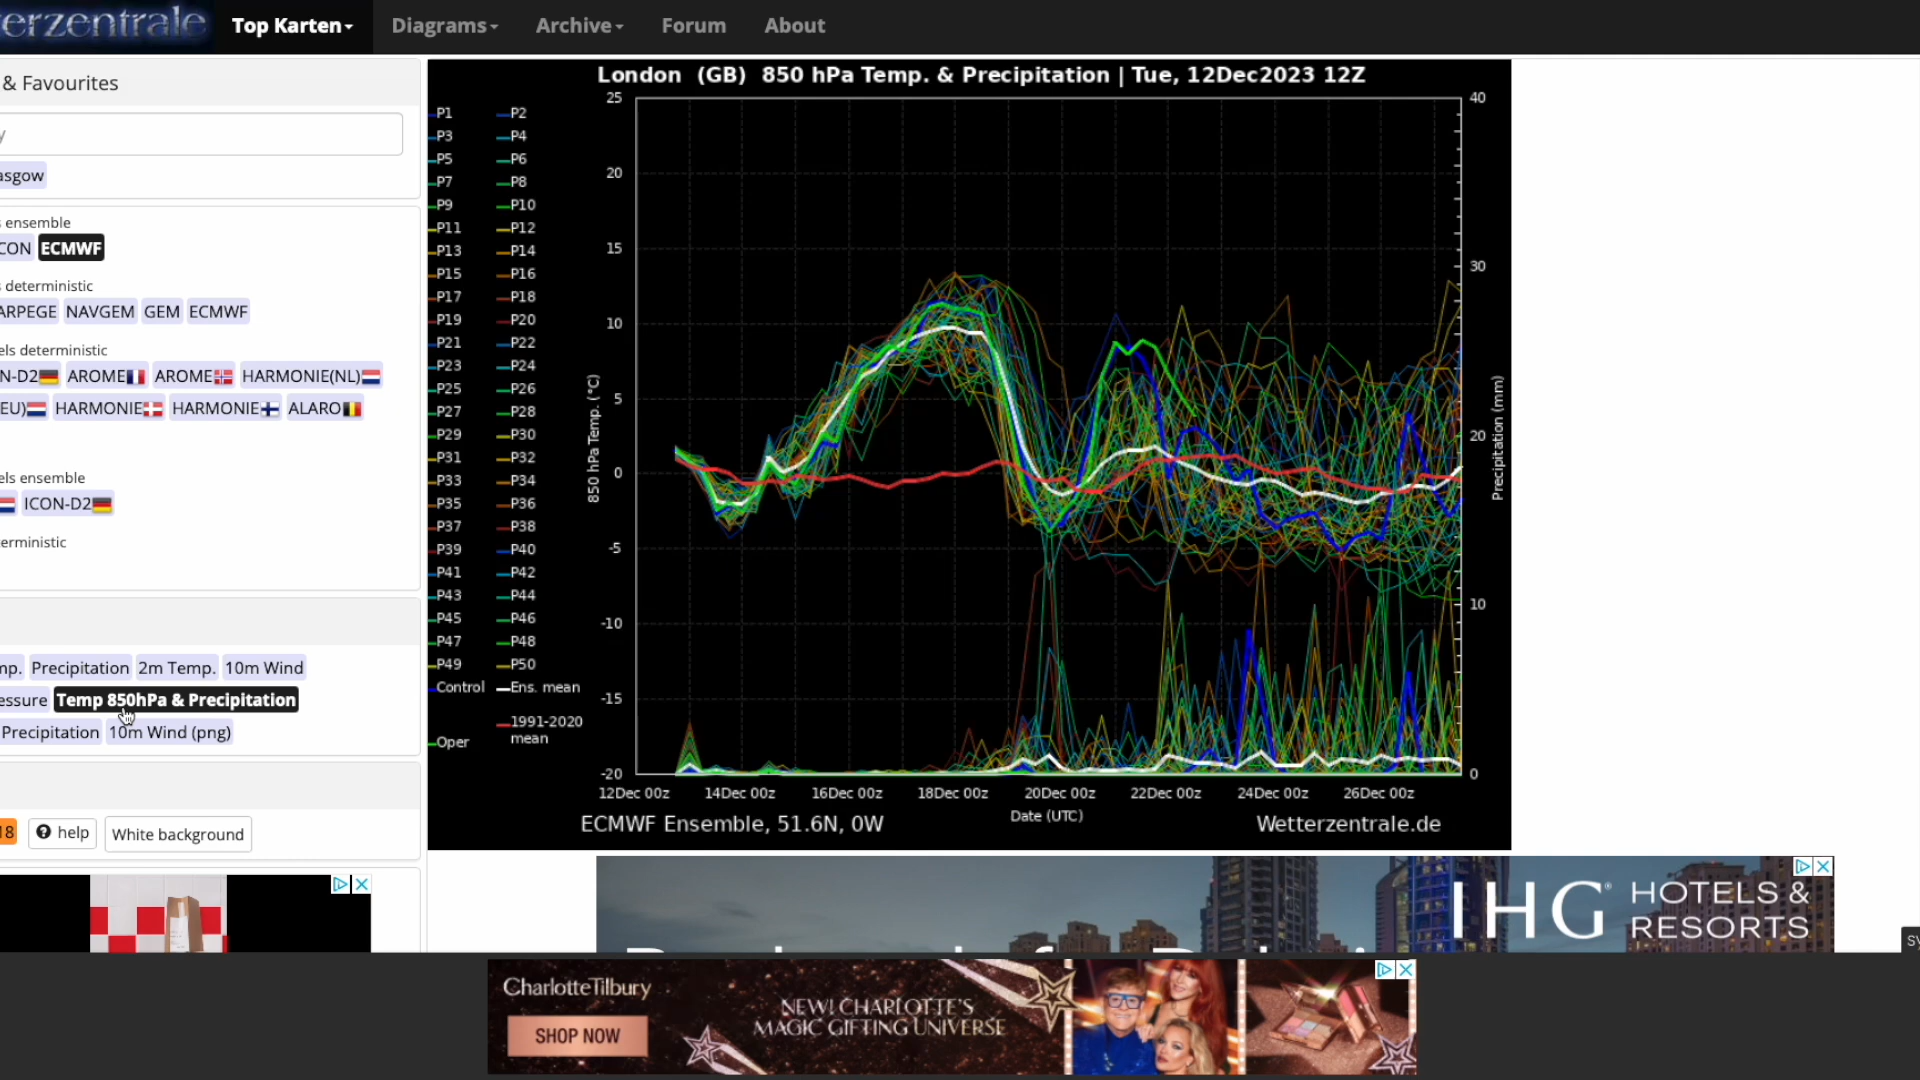 erzentrale Top Karten Diagrams Archive Forum About
& Favourites
y
asgow
s ensemble
CON ECMWF
s deterministic
ARPEGE NAVGEM GEM ECMWF
els deterministic
N-D2 AROME AROME HARMONIE(NL)
EU) HARMONIE HARMONIE ALARO
els ensemble
ICON-D2
terministic
mp. Precipitation 2m Temp. 10m Wind
essure Temp 850hPa & Precipitation
Precipitation 10m Wind (png)
18 help White background
London (GB) 850 hPa Temp. & Precipitation | Tue, 12Dec2023 12Z
P1 P2
P3 P4
P5 P6
P7 P8
P9 P10
P11 P12
P13 P14
P15 P16
P17 P18
P19 P20
P21 P22
P23 P24
P25 P26
P27 P28
P29 P30
P31 P32
P33 P34
P35 P36
P37 P38
P39 P40
P41 P42
P43 P44
P45 P46
P47 P48
P49 P50
Control Ens. mean
1991-2020
mean
Oper
850 hPa Temp. (°C)
25
20
15
10
5
0
-5
-10
-15
-20
40
30
20
10
0
Precipitation (mm)
12Dec 00z 14Dec 00z 16Dec 00z 18Dec 00z 20Dec 00z 22Dec 00z 24Dec 00z 26Dec 00z
Date (UTC)
ECMWF Ensemble, 51.6N, 0W Wetterzentrale.de
IHG HOTELS &
RESORTS
sy
CharlotteTilbury
SHOP NOW
NEW! CHARLOTTE'S
MAGIC GIFTING UNIVERSE